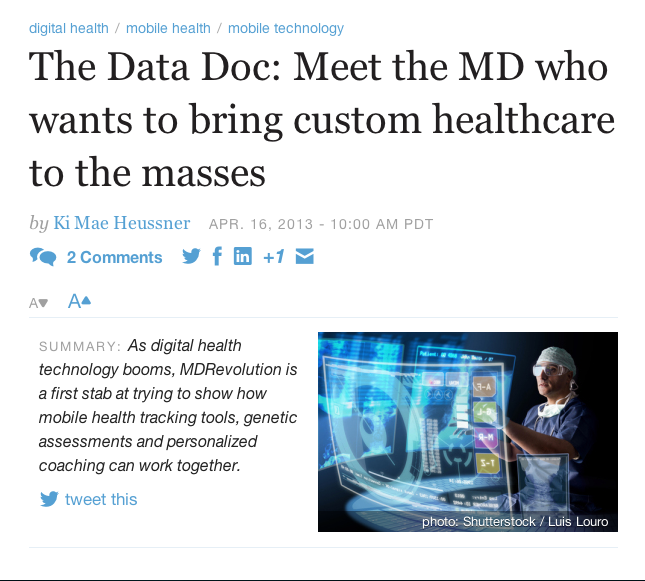 digital health / mobile health / mobile technology
The Data Doc: Meet the MD who
wants to bring custom healthcare
to the masses
by Ki Mae Heussner APR. 16, 2013 - 10:00 AM PDT
2 Comments +1
A A
SUMMARY: As digital health
technology booms, MDRevolution is
a first stab at trying to show how
mobile health tracking tools, genetic
assessments and personalized
coaching can work together.
tweet this
A-F
M-R
photo: Shutterstock / Luis Louro